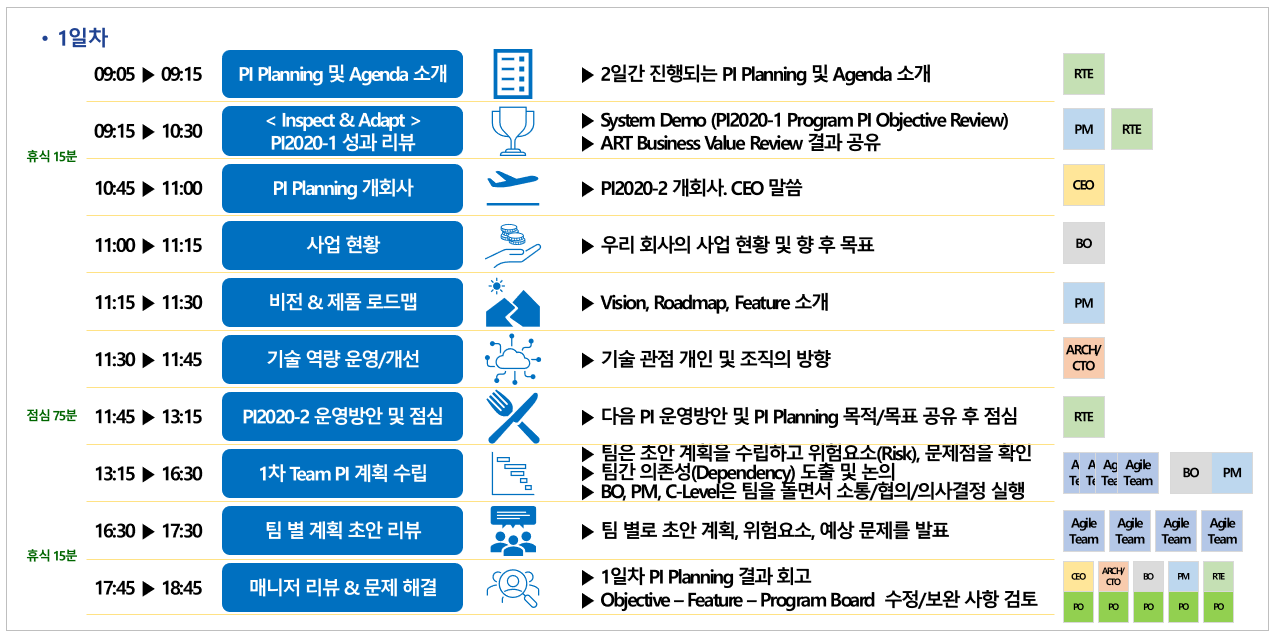 • 1일차
09:05 ▶ 09:15 PI Planning 및 Agenda 소개 ▶ 2일간 진행되는 PI Planning 및 Agenda 소개 RTE
09:15 ▶ 10:30 < Inspect & Adapt > ▶ System Demo (PI2020-1 Program PI Objective Review) PM RTE
PI2020-1 성과 리뷰 ▶ ART Business Value Review 결과 공유
휴식 15분
10:45 ▶ 11:00 PI Planning 개회사 ▶ PI2020-2 개회사. CEO 말씀 CEO
11:00 ▶ 11:15 사업 현황 ▶ 우리 회사의 사업 현황 및 향 후 목표 BO
11:15 ▶ 11:30 비전 & 제품 로드맵 ▶ Vision, Roadmap, Feature 소개 PM
11:30 ▶ 11:45 기술 역량 운영/개선 ▶ 기술 관점 개인 및 조직의 방향 ARCH/
CTO
점심 75분 11:45 ▶ 13:15 PI2020-2 운영방안 및 점심 ▶ 다음 PI 운영방안 및 PI Planning 목적/목표 공유 후 점심 RTE
▶ 팀은 초안 계획을 수립하고 위험요소(Risk), 문제점을 확인
13:15 ▶ 16:30 1차 Team PI 계획 수립 ▶ 팀간 의존성(Dependency) 도출 및 논의 A A Ag Agile BO PM
Te Te Tea Team
▶ BO, PM, C-Level은 팀을 돌면서 소통/협의/의사결정 실행
16:30 ▶ 17:30 팀 별 계획 초안 리뷰 ▶ 팀 별로 초안 계획, 위험요소, 예상 문제를 발표 Agile Agile Agile Agile
Team Team Team Team
휴식 15분
17:45 ▶ 18:45 매니저 리뷰 & 문제 해결 ▶ 1일차 PI Planning 결과 회고 CEO ARCH/ BO PM RTE
CTO
▶ Objective – Feature – Program Board 수정/보완 사항 검토 PO PO PO PO PO